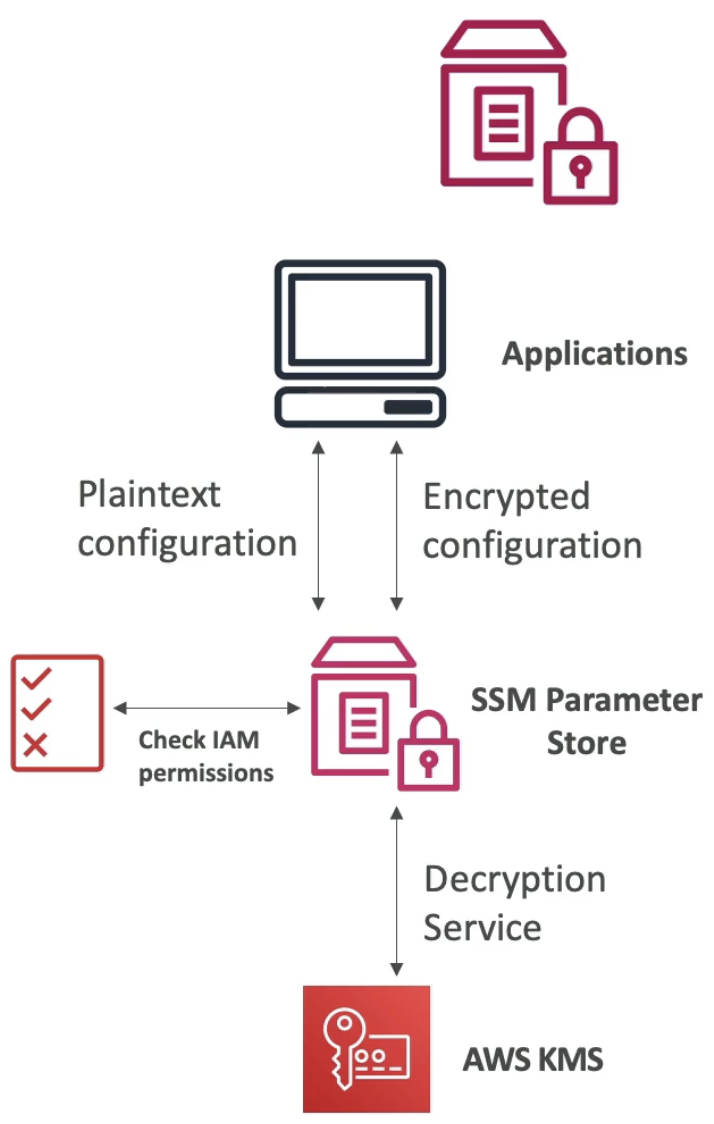 Applications
Plaintext
configuration
Encrypted
configuration
SSM Parameter
Store
Check IAM
permissions
Decryption
Service
AWS KMS